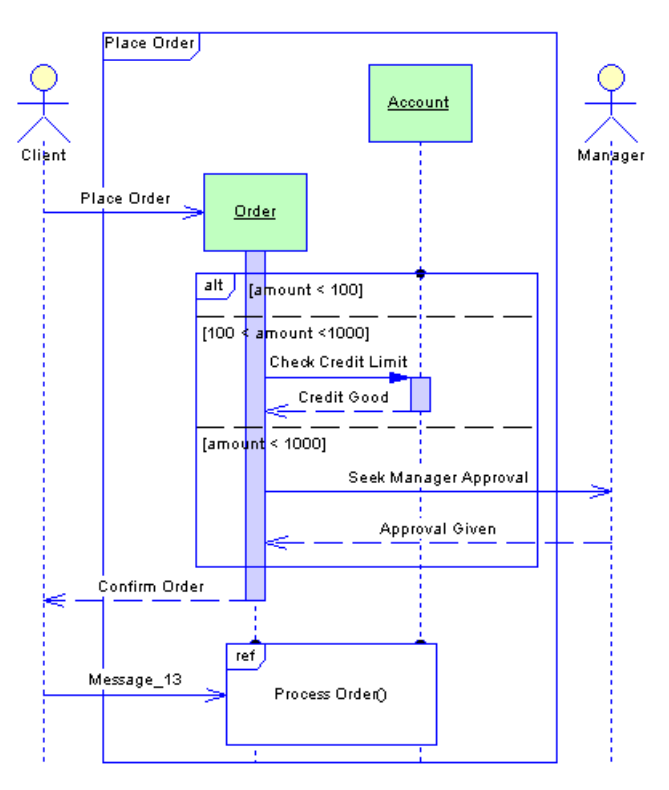 Place Order
Account
Client
Manager
Place Order
Order
alt
[amount < 100]
[100 < amount <1000]
Check Credit Limit
Credit Good
[amount < 1000]
Seek Manager Approval
Approval Given
Confirm Order
ref
Message_13
Process Order()